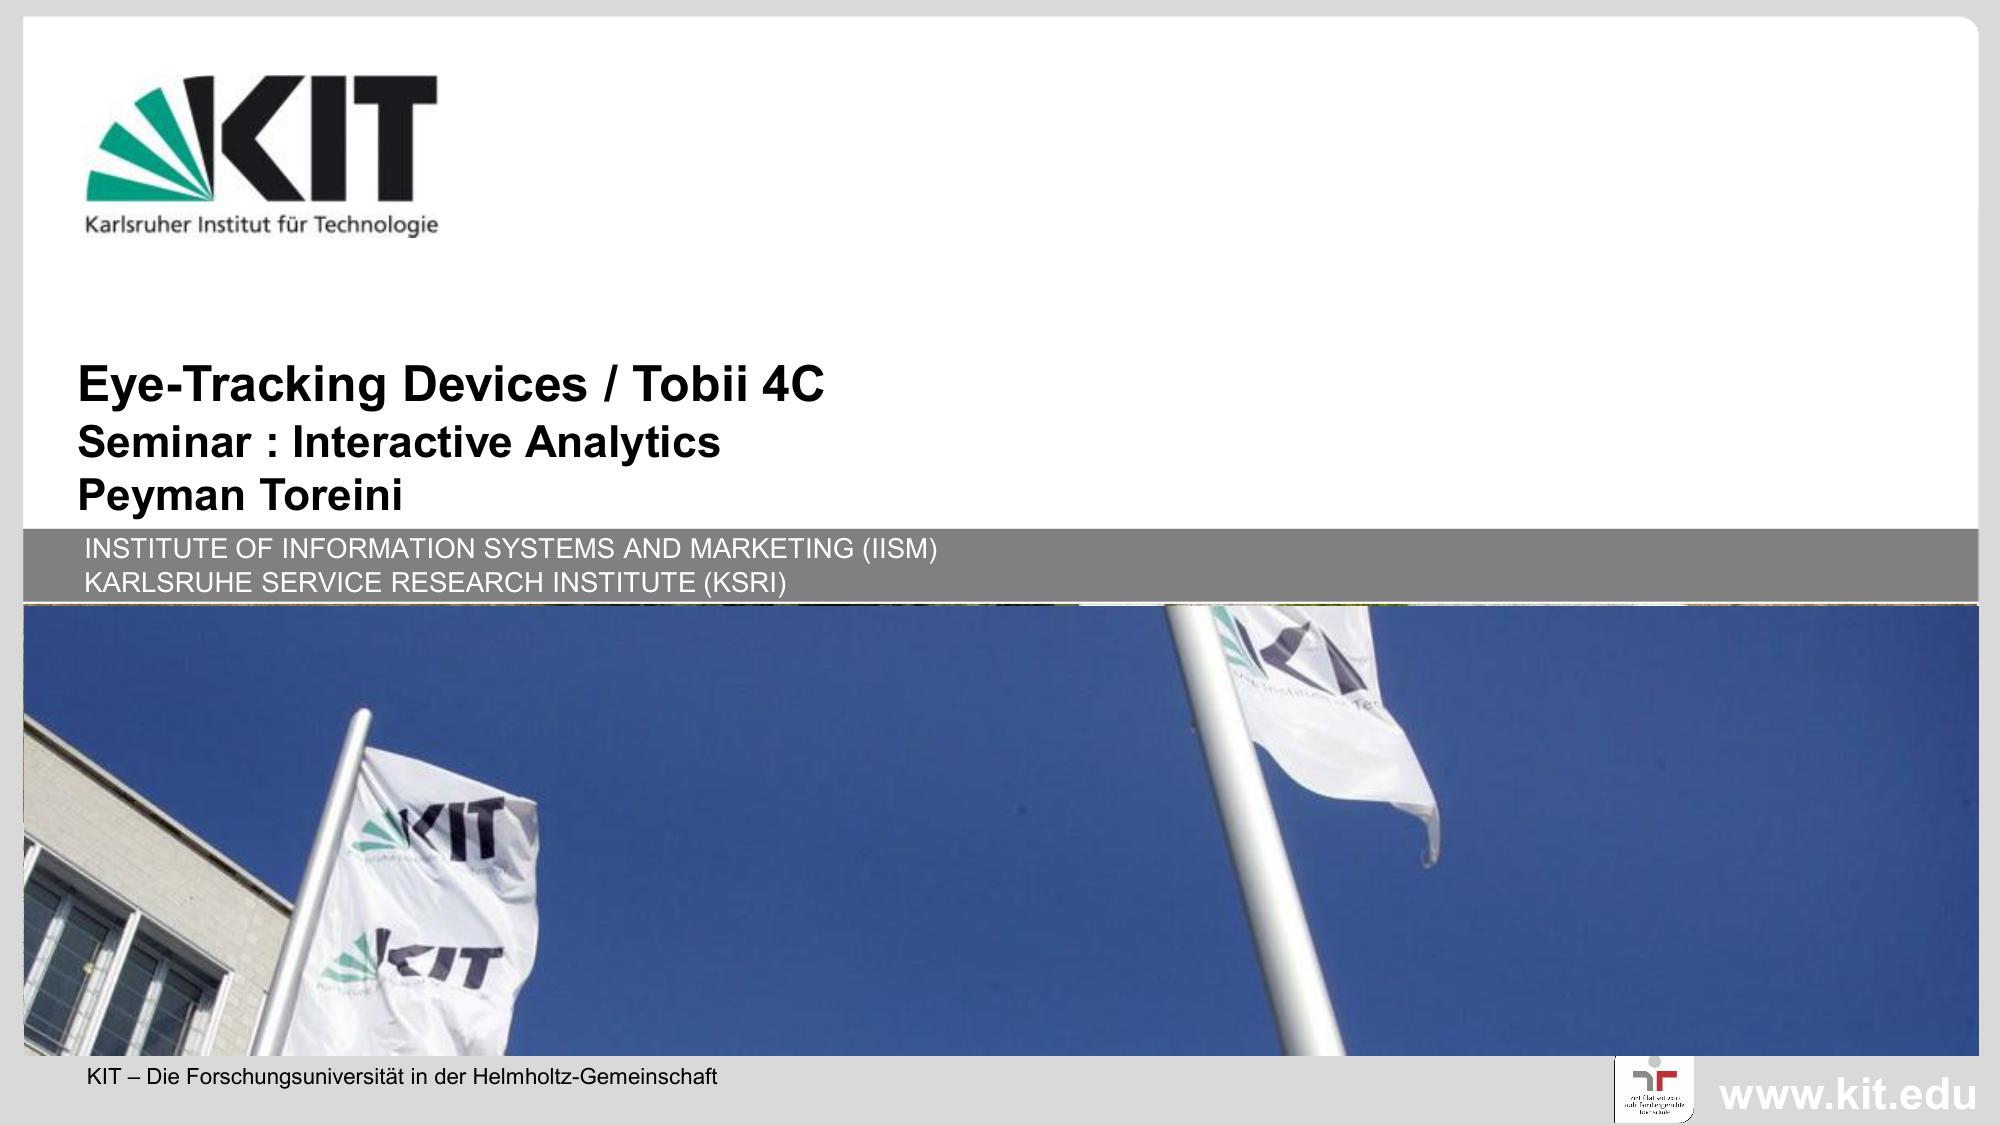 KIT
Karlsruher Institut für Technologie
Eye-Tracking Devices / Tobii 4C
Seminar : Interactive Analytics
Peyman Toreini
INSTITUTE OF INFORMATION SYSTEMS AND MARKETING (IISM)
KARLSRUHE SERVICE RESEARCH INSTITUTE (KSRI)
KIT
KIT
KIT – Die Forschungsuniversität in der Helmholtz-Gemeinschaft
www.kit.edu